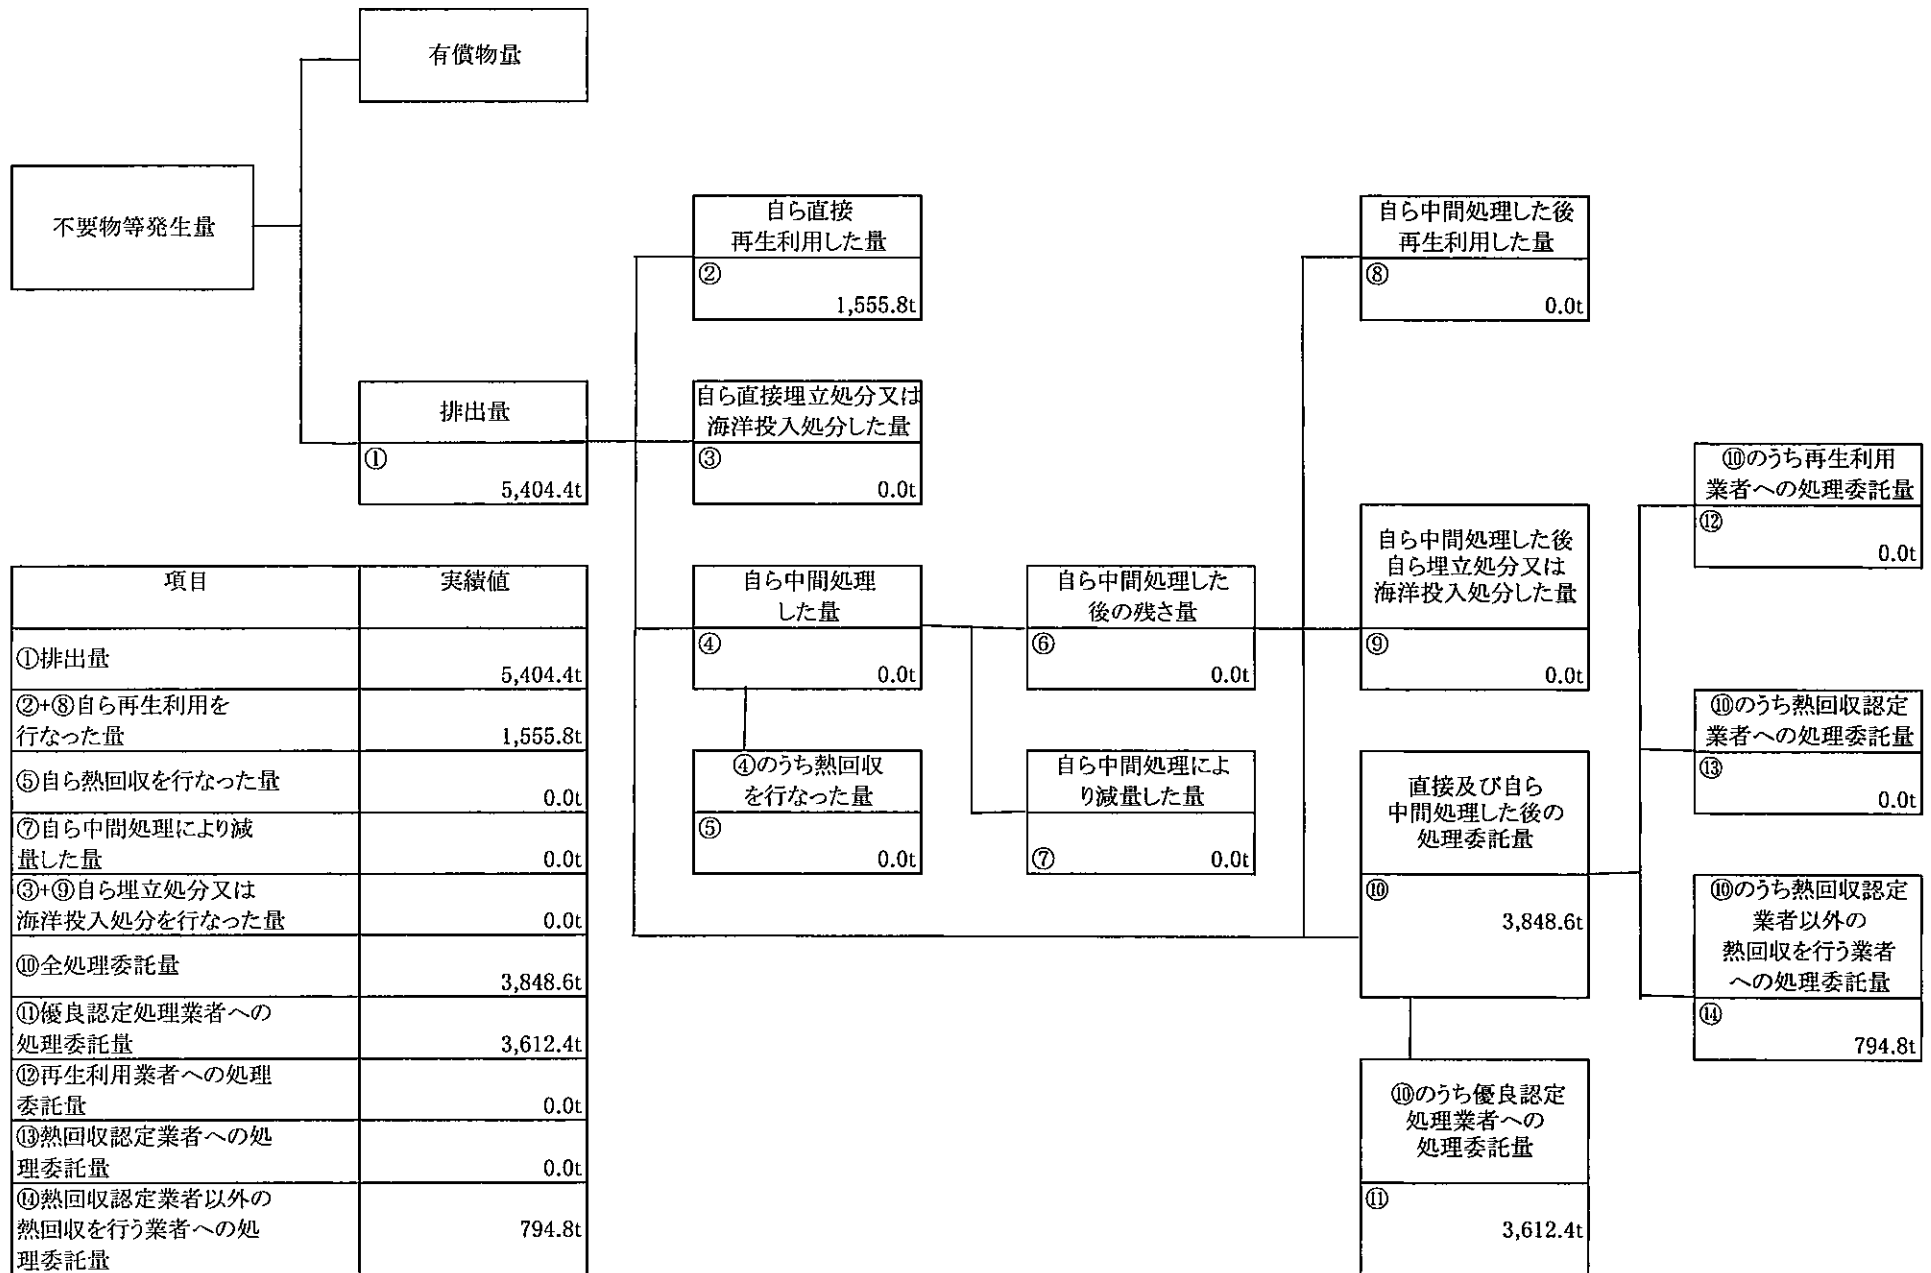 有償物量
不要物等発生量
排出量
①
5,404.4t
自ら直接
再生利用した量
②
1,555.8t
自ら直接埋立処分又は
海洋投入処分した量
③
0.0t
自ら中間処理
した量
④
0.0t
④のうち熱回収
を行なった量
⑤
0.0t
自ら中間処理した
後の残さ量
⑥
0.0t
自ら中間処理によ
り減量した量
⑦
0.0t
自ら中間処理した後
再生利用した量
⑧
0.0t
自ら中間処理した後
自ら埋立処分又は
海洋投入処分した量
⑨
0.0t
直接及び自ら
中間処理した後の
処理委託量
⑩
3,848.6t
⑩のうち優良認定
処理業者への
処理委託量
⑪
3,612.4t
⑩のうち再生利用
業者への処理委託量
⑫
0.0t
⑩のうち熱回収認定
業者への処理委託量
⑬
0.0t
⑩のうち熱回収認定
業者以外の
熱回収を行う業者
への処理委託量
⑭
794.8t
項目 実績値
①排出量
5,404.4t
②+⑧自ら再生利用を
行なった量 1,555.8t
⑤自ら熱回収を行なった量
0.0t
⑦自ら中間処理により減
量した量 0.0t
③+⑨自ら埋立処分又は
海洋投入処分を行なった量 0.0t
⑩全処理委託量
3,848.6t
⑪優良認定処理業者への
処理委託量 3,612.4t
⑫再生利用業者への処理
委託量 0.0t
⑬熱回収認定業者への処
理委託量 0.0t
⑭熱回収認定業者以外の
熱回収を行う業者への処 794.8t
理委託量